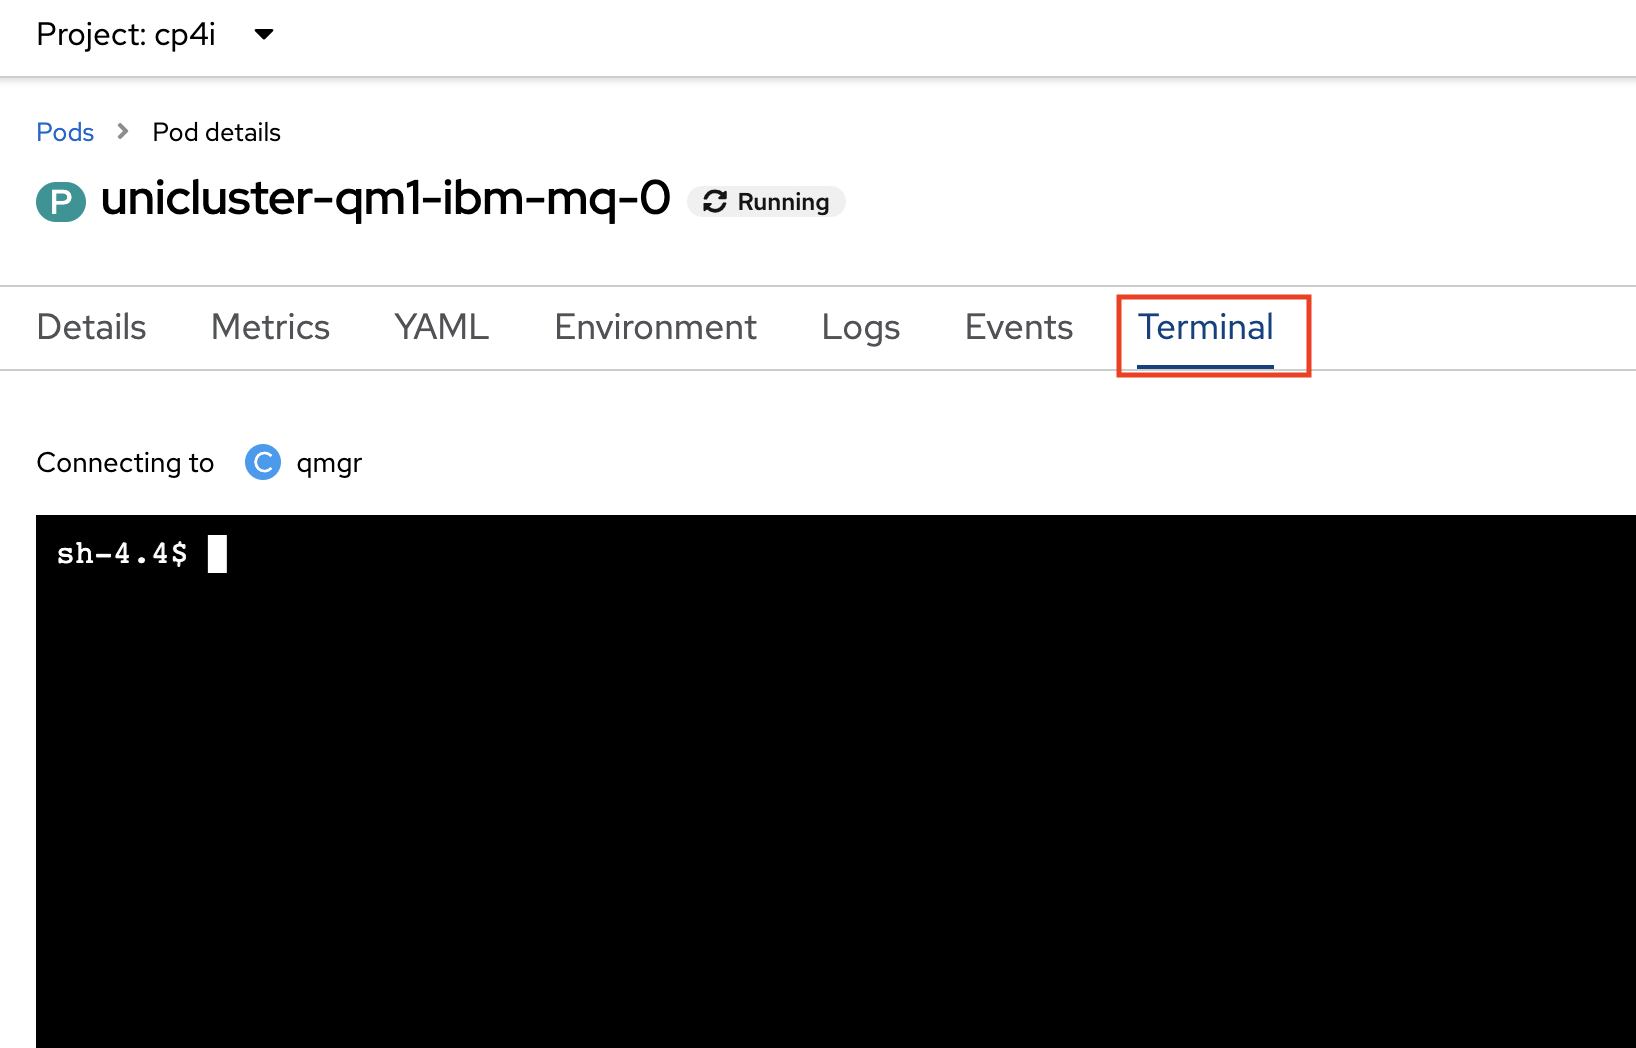 Project: cp4i
Pods Pod details
P unicluster-qm1-ibm-mq-0 Running
Details Metrics YAML Environment Logs Events Terminal
Connecting to C qmgr
sh-4.4$